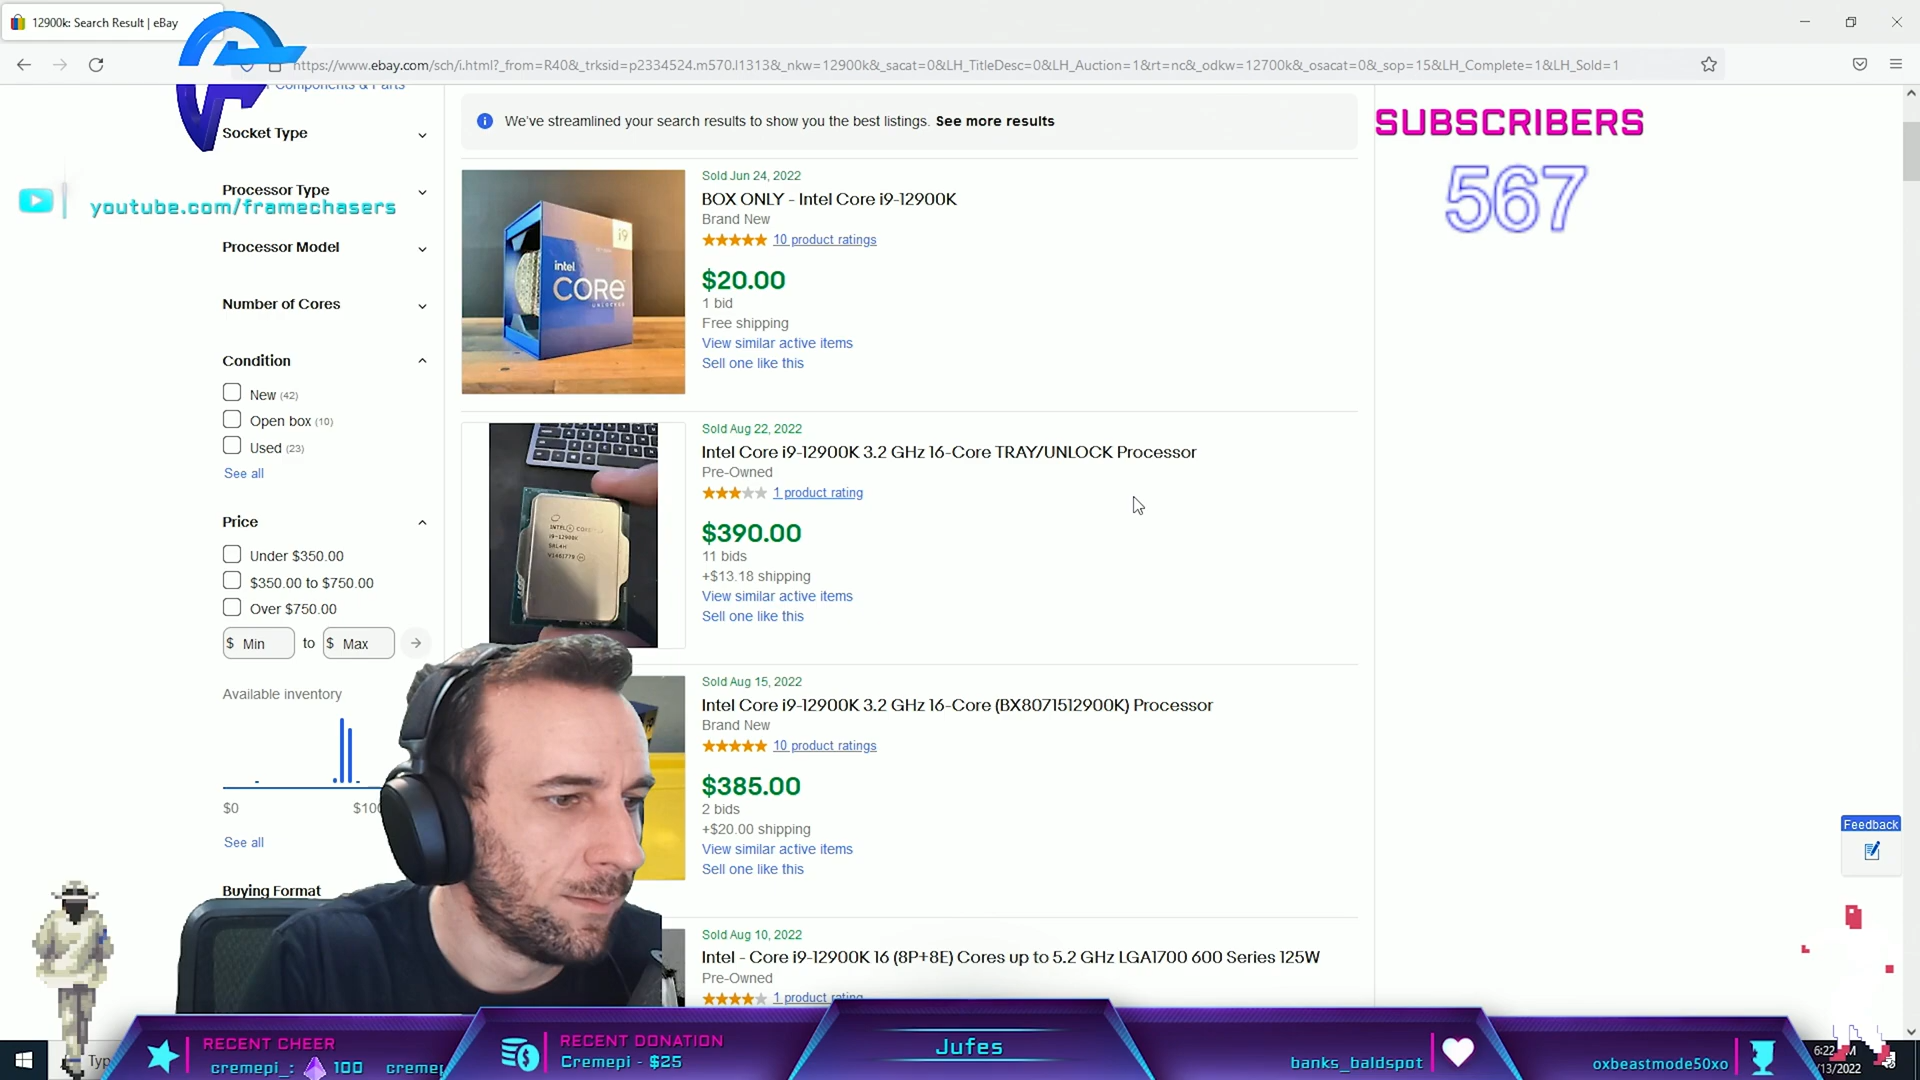 12900k: Search Result | eBay
https://www.ebay.com/sch/i.html?_from=R40&_trksid=p2334524.m570.l1313&_nkw=12900k&_sacat=0&LH_TitleDesc=0&LH_Auction=1&rt=nc&_odkw=12700k&_osacat=0&_sop=15&LH_Complete=1&LH_Sold=1
Components & Parts
Socket Type
Processor Type
youtube.com/framechasers
Processor Model
Number of Cores
Condition
New (42)
Open box (10)
Used (23)
See all
Price
Under $350.00
$350.00 to $750.00
Over $750.00
$ Min to $ Max
Available inventory
$0
See all
Buying Format
We've streamlined your search results to show you the best listings. See more results
Sold Jun 24, 2022
BOX ONLY - Intel Core i9-12900K
Brand New
10 product ratings
$20.00
1 bid
Free shipping
View similar active items
Sell one like this
i9
intel
CORE
UNLOCKED
Sold Aug 22, 2022
Intel Core i9-12900K 3.2 GHz 16-Core TRAY/UNLOCK Processor
Pre-Owned
1 product rating
$390.00
11 bids
+$13.18 shipping
View similar active items
Sell one like this
i9-12900K
Sold Aug 15, 2022
Intel Core i9-12900K 3.2 GHz 16-Core (BX8071512900K) Processor
Brand New
10 product ratings
$385.00
2 bids
+$20.00 shipping
View similar active items
Sell one like this
Sold Aug 10, 2022
Intel - Core i9-12900K 16 (8P+8E) Cores up to 5.2 GHz LGA1700 600 Series 125W
Pre-Owned
1 product rating
SUBSCRIBERS
567
Feedback
RECENT CHEER
cremepi_: 100
RECENT DONATION
Cremepi - $25
Jufes
banks_baldspot
oxbeastmode50xo